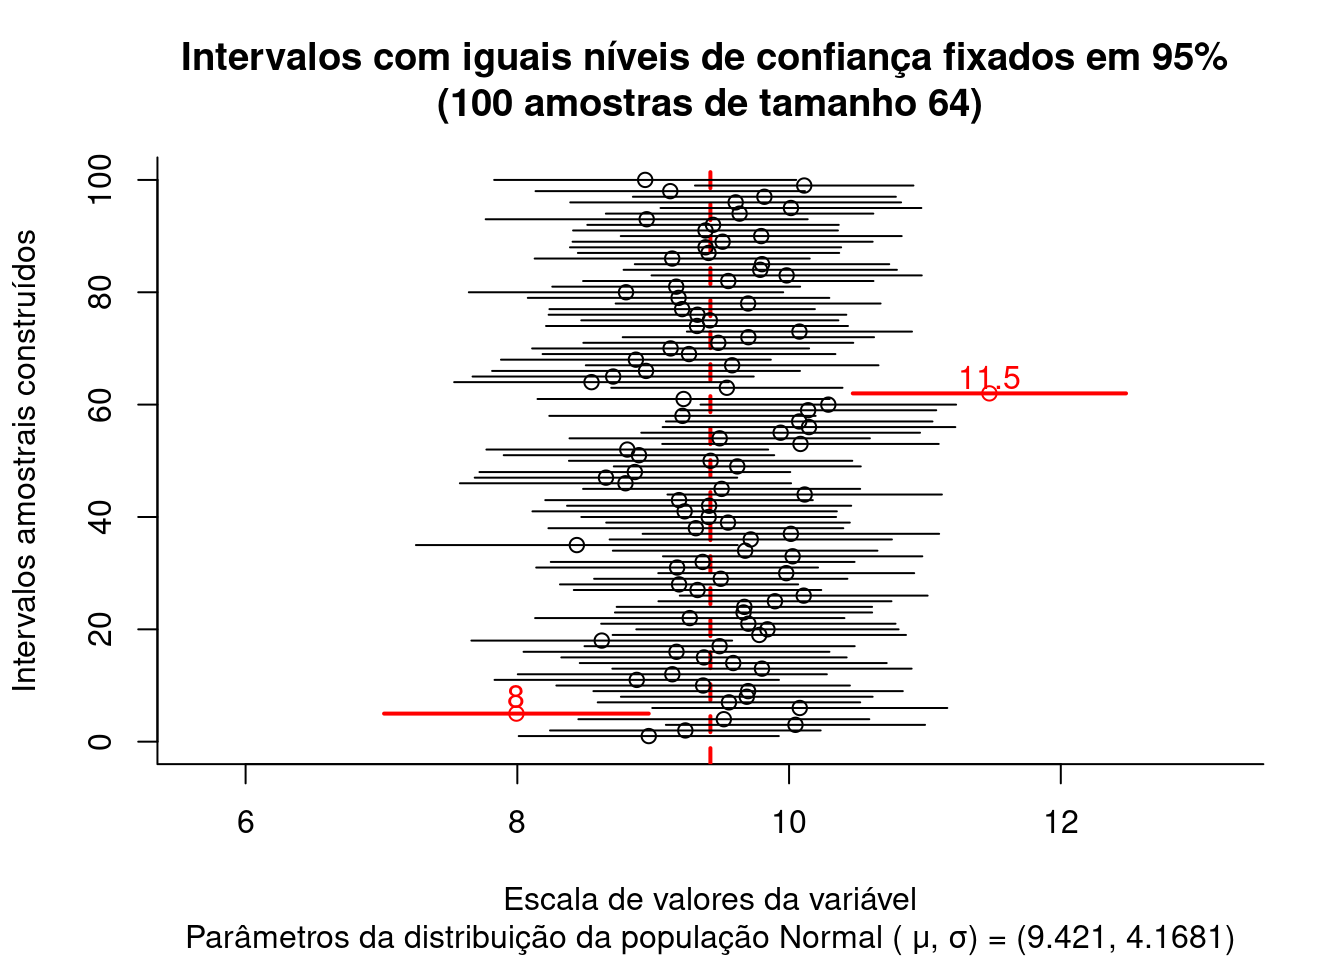 Intervalos com iguais níveis de confiança fixados em 95%
(100 amostras de tamanho 64)
Intervalos amostrais construídos
100
80
60
40
20
0
11.5
8
6
8
10
12
Escala de valores da variável
Parâmetros da distribuição da população Normal ( μ, σ) = (9.421, 4.1681)